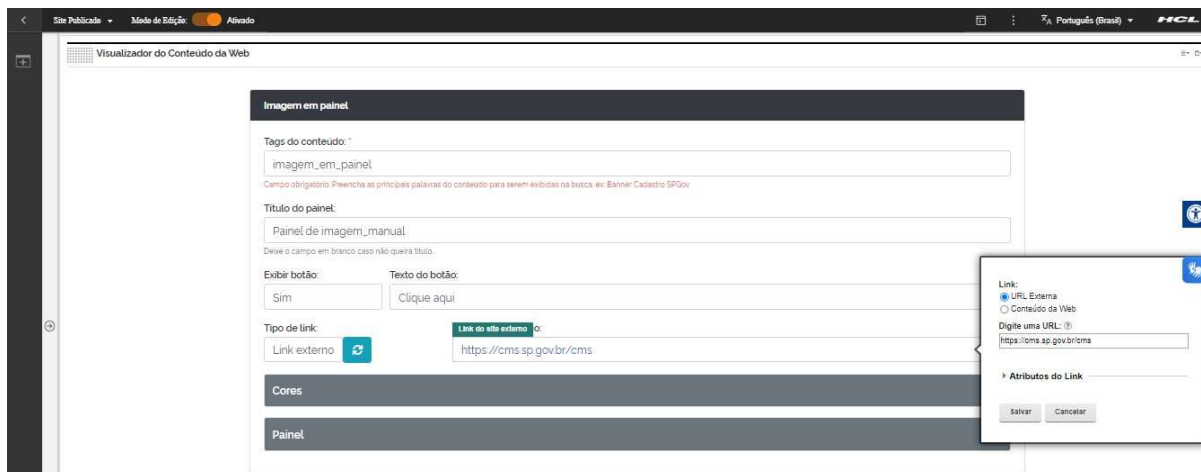 Site Publicado Modo de Edição: Ativado Português (Brasil) HCL
Visualizador do Conteúdo da Web
Imagem em painel
Tags do conteúdo: *
imagem_em_painel
Campo obrigatório: Preencha as principais palavras do conteúdo para serem exibidas na busca. ex: Banner Cadastro SPGov
Título do painel:
Painel de imagem_manual
Deixe o campo em branco caso não queira título.
Exibir botão: Texto do botão:
Sim Clique aqui
Tipo de link: Link do site externo o:
Link externo https://cms.sp.gov.br/cms
Cores
Painel
Link:
URL Externa
Conteúdo da Web
Digite uma URL:
https://cms.sp.gov.br/cms
Atributos do Link
Salvar Cancelar